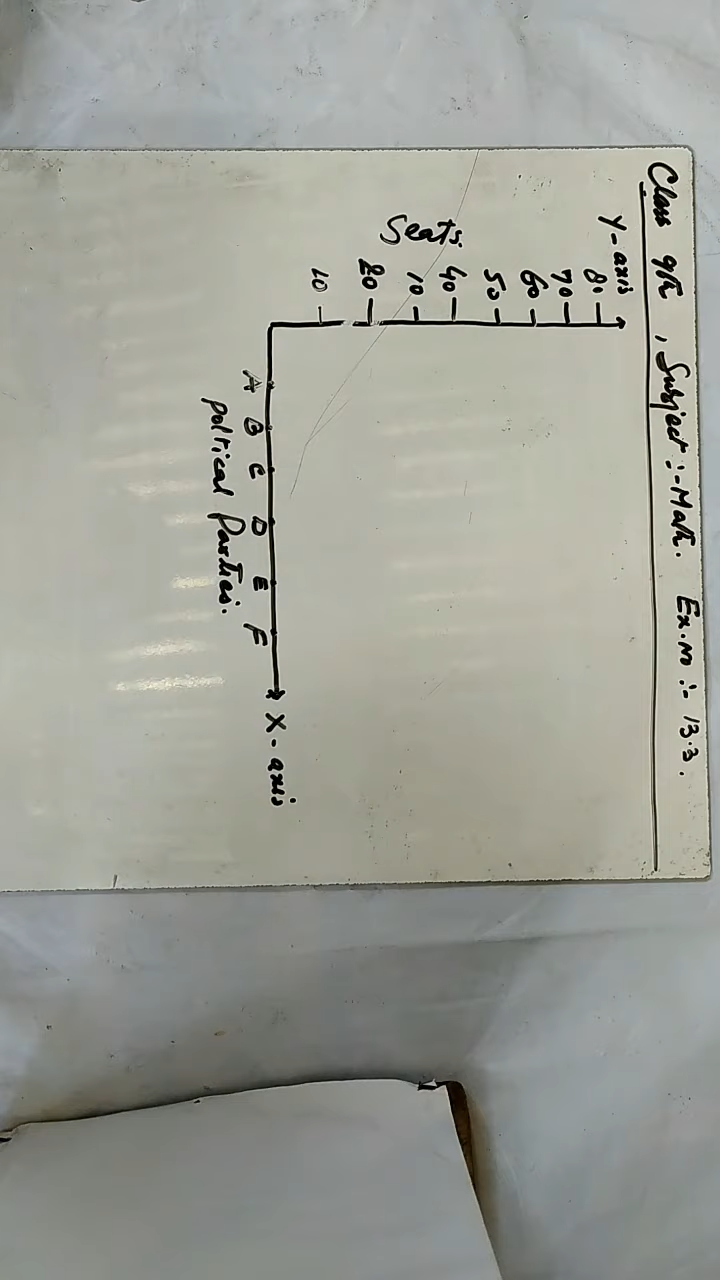 Class 9th, Subject :- Math. Ex. No :- 13.3.
Y-axis
80
70
60
50
40
10
20
10
Seats
A B C D E F X-axis
poltical Parties.